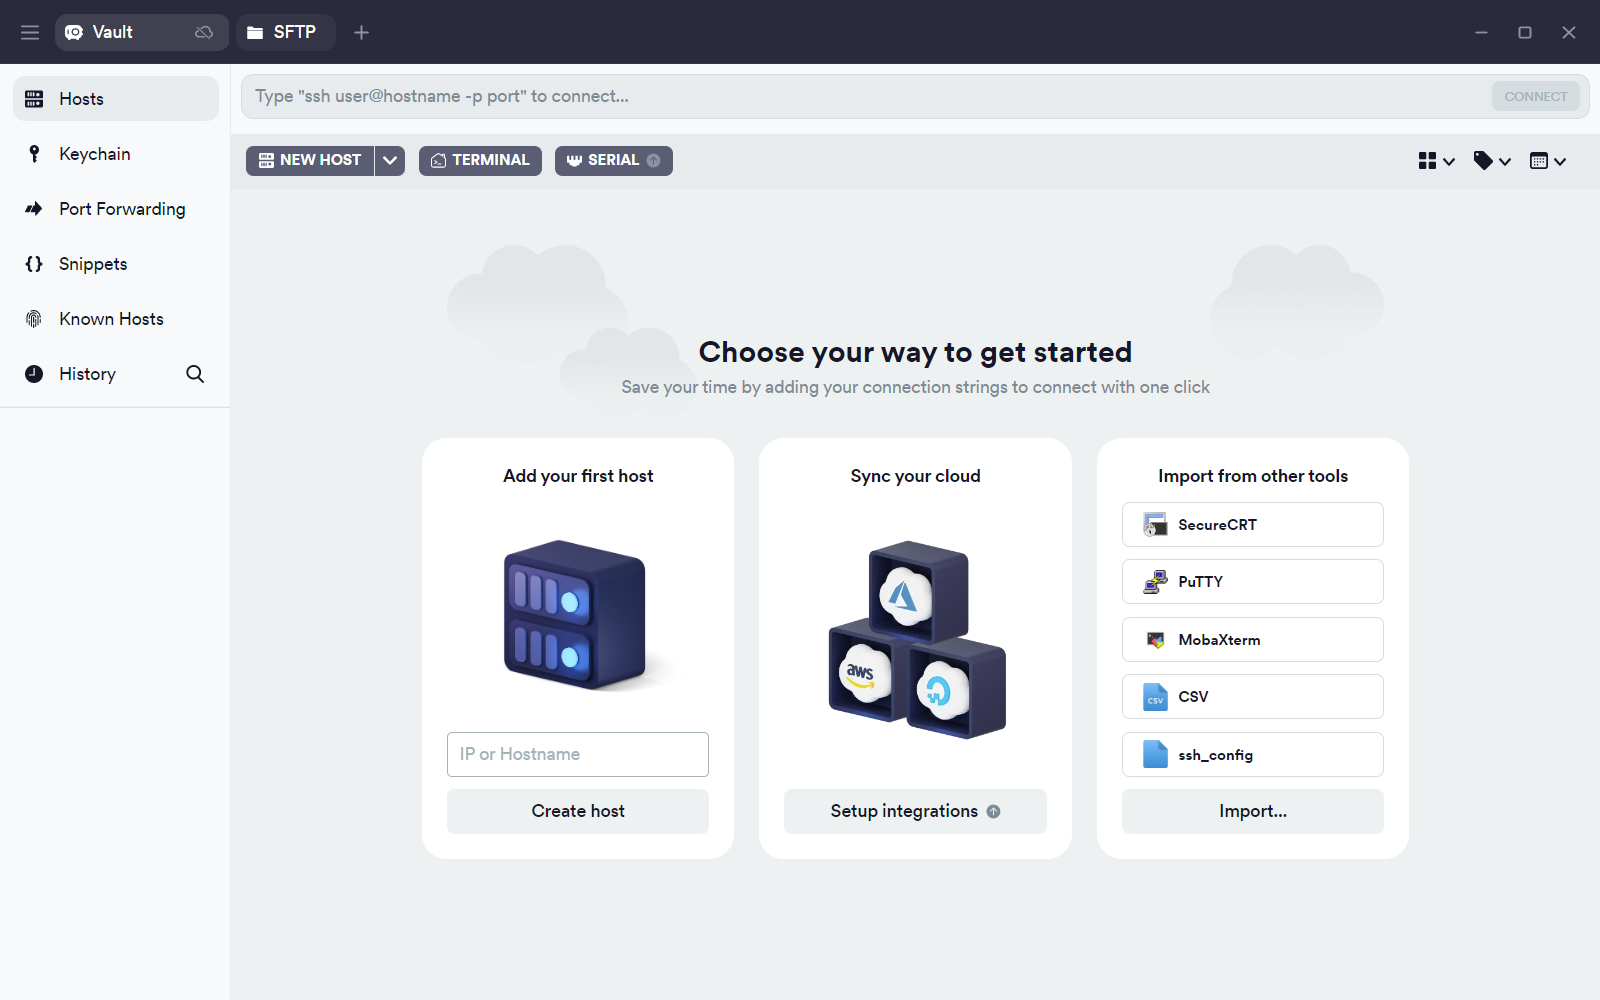 Vault
SFTP
Hosts
Keychain
Port Forwarding
Snippets
Known Hosts
History
Type "ssh user@hostname -p port" to connect...
CONNECT
NEW HOST
TERMINAL
SERIAL
Choose your way to get started
Save your time by adding your connection strings to connect with one click
Add your first host
IP or Hostname
Create host
Sync your cloud
aws
Setup integrations
Import from other tools
SecureCRT
PuTTY
MobaXterm
CSV
CSV
ssh_config
Import...